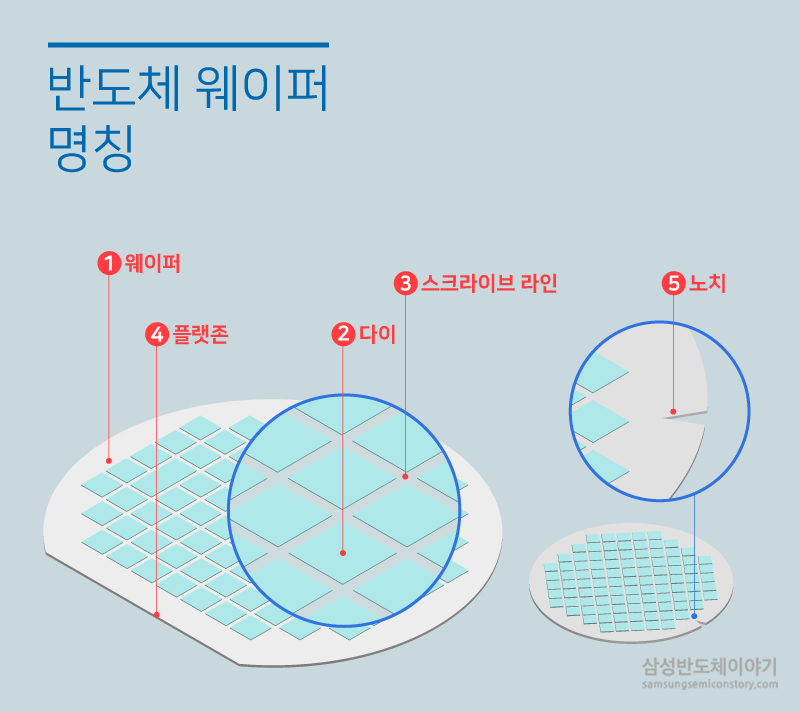 반도체 웨이퍼
명칭
1 웨이퍼
3 스크라이브 라인
5 노치
4 플랫존
2 다이
삼성반도체이야기
samsungsemiconstory.com